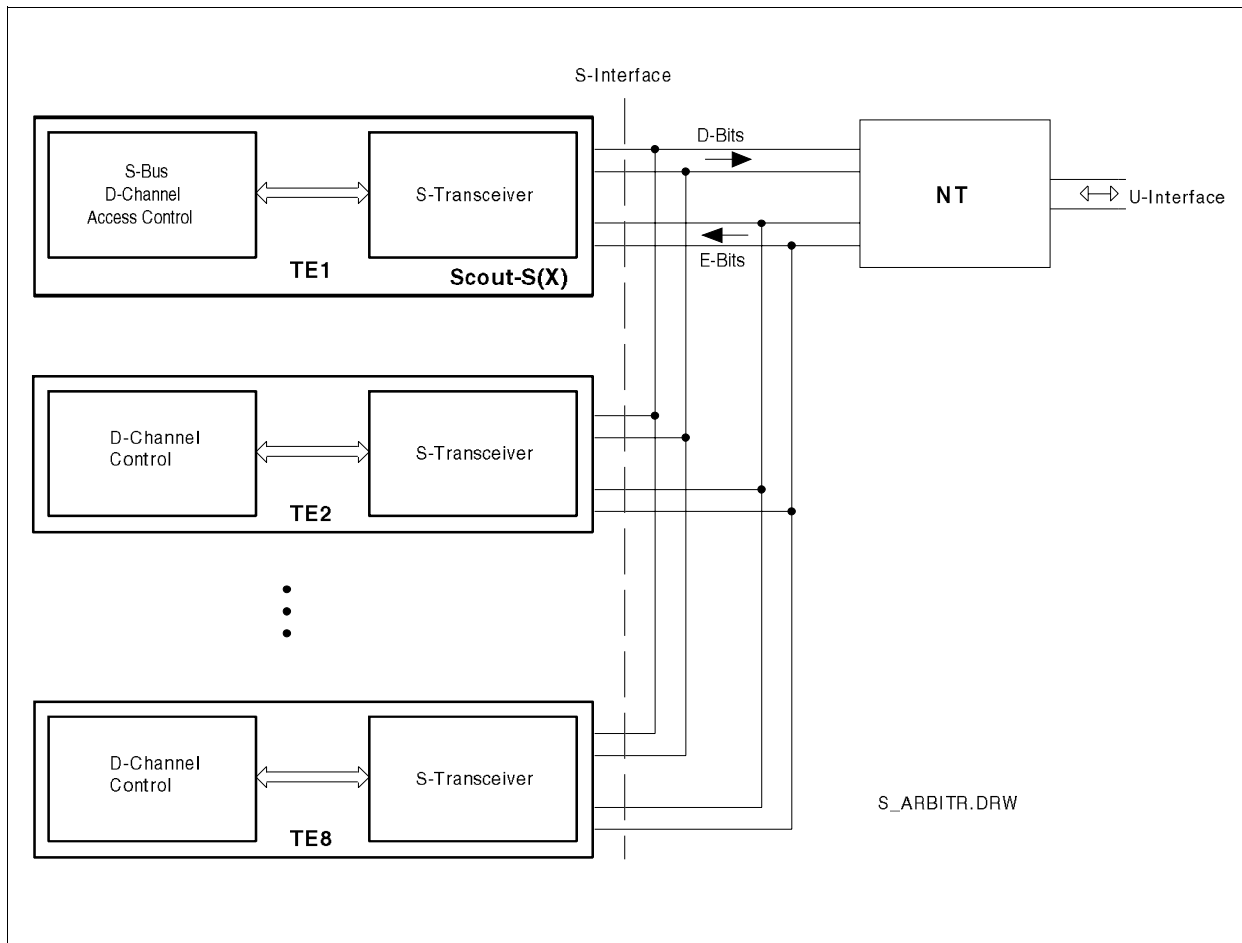 S-Interface
S-Bus
D-Channel
Access Control
S-Transceiver
TE1
Scout-S(X)
D-Bits
E-Bits
NT
U-Interface
D-Channel
Control
S-Transceiver
TE2
D-Channel
Control
S-Transceiver
TE8
S_ARBITR.DRW